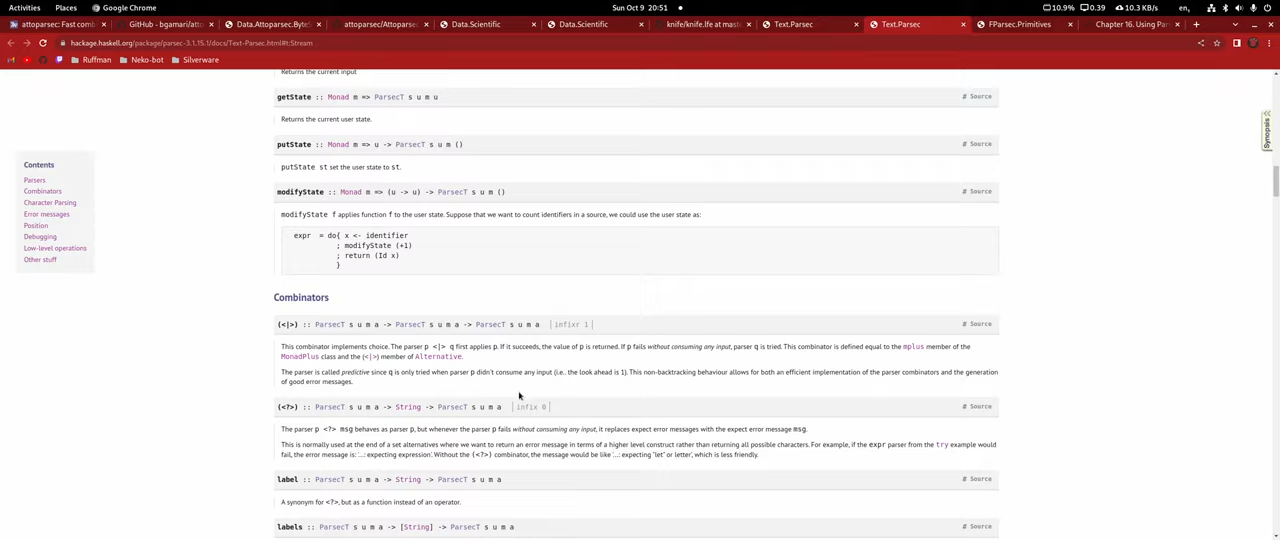 Activities Places Google Chrome Sun Oct 9 20:51 10.9% 0.39 10.3 KB/s en
attoparsec: Fast comb GitHub - bgamari/atto Data.Attoparsec.ByteS attoparsec/Attoparsec Data.Scientific Data.Scientific knife/knife.lfe at maste Text.Parsec Text.Parsec FParsec.Primitives Chapter 16. Using Par
hackage.haskell.org/package/parsec-3.1.15.1/docs/Text-Parsec.html#t:Stream
Ruffman Neko-bot Silverware
Returns the current input
getState :: Monad m => ParsecT s u m u # Source
Returns the current user state.
putState :: Monad m => u -> ParsecT s u m () # Source
putState st set the user state to st.
modifyState :: Monad m => (u -> u) -> ParsecT s u m () # Source
modifyState f applies function f to the user state. Suppose that we want to count identifiers in a source, we could use the user state as:
expr = do{ x <- identifier
; modifyState (+1)
; return (Id x)
}
Combinators
(<|>) :: ParsecT s u m a -> ParsecT s u m a -> ParsecT s u m a infixr 1 # Source
This combinator implements choice. The parser p <|> q first applies p. If it succeeds, the value of p is returned. If p fails without consuming any input, parser q is tried. This combinator is defined equal to the mplus member of the
MonadPlus class and the (<|>) member of Alternative.
The parser is called predictive since q is only tried when parser p didn't consume any input (i.e.. the look ahead is 1). This non-backtracking behaviour allows for both an efficient implementation of the parser combinators and the generation
of good error messages.
(<?>) :: ParsecT s u m a -> String -> ParsecT s u m a infix 0 # Source
The parser p <?> msg behaves as parser p, but whenever the parser p fails without consuming any input, it replaces expect error messages with the expect error message msg.
This is normally used at the end of a set alternatives where we want to return an error message in terms of a higher level construct rather than returning all possible characters. For example, if the expr parser from the try example would
fail, the error message is: '...: expecting expression'. Without the (<?>) combinator, the message would be like '...: expecting "let" or letter', which is less friendly.
label :: ParsecT s u m a -> String -> ParsecT s u m a # Source
A synonym for <?>, but as a function instead of an operator.
labels :: ParsecT s u m a -> [String] -> ParsecT s u m a # Source
Contents
Parsers
Combinators
Character Parsing
Error messages
Position
Debugging
Low-level operations
Other stuff
Synopsis